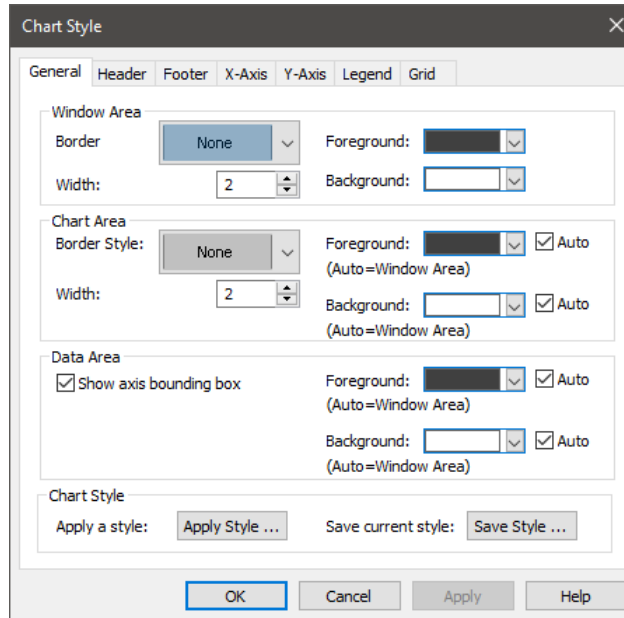 Chart Style
General Header Footer X-Axis Y-Axis Legend Grid
Window Area
Border None Foreground:
Width: 2 Background:
Chart Area
Border Style: None Foreground: Auto
(Auto=Window Area)
Width: 2 Background: Auto
(Auto=Window Area)
Data Area
Show axis bounding box Foreground: Auto
(Auto=Window Area)
Background: Auto
(Auto=Window Area)
Chart Style
Apply a style: Apply Style ... Save current style: Save Style ...
OK Cancel Apply Help